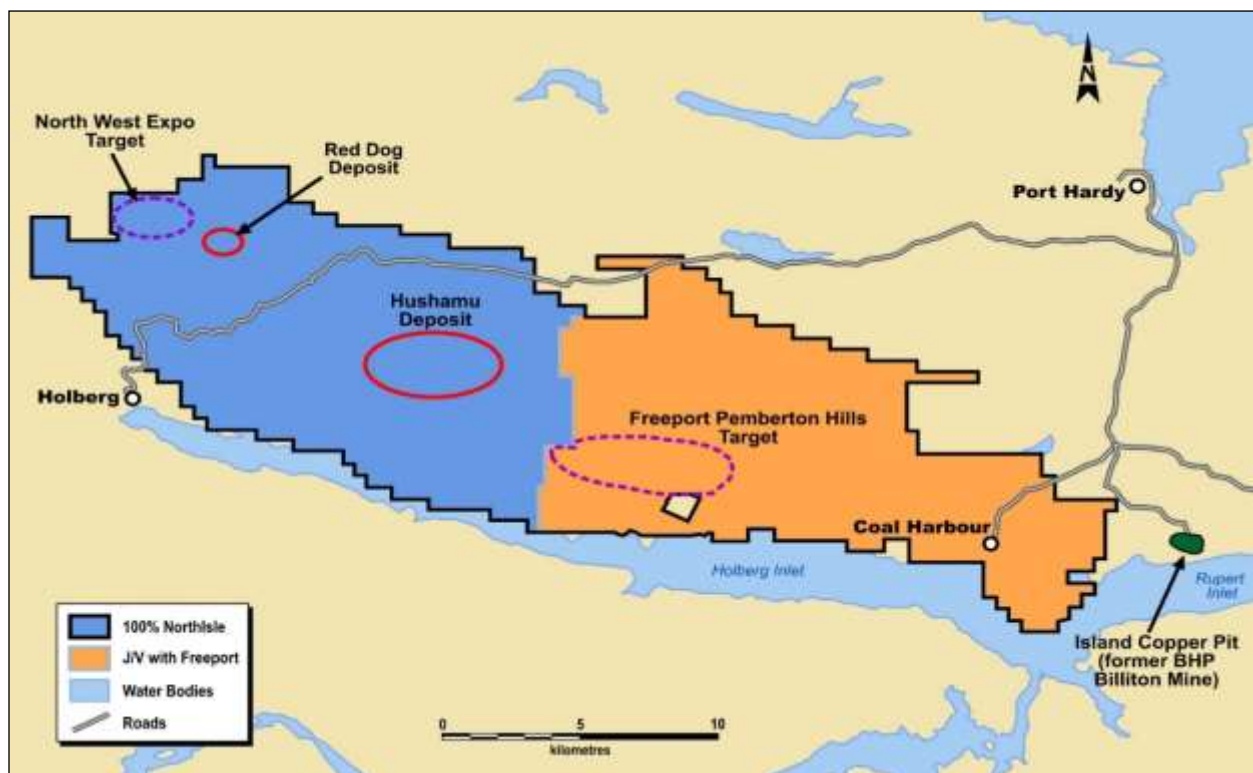 N
North West Expo
Target
Red Dog
Deposit
Port Hardy
Hushamu
Deposit
Holberg
Freeport Pemberton Hills
Target
Coal Harbour
Holberg Inlet
Rupert
Inlet
Island Copper Pit
(former BHP
Billiton Mine)
100% NorthIsle
J/V with Freeport
Water Bodies
Roads
0 5 10
kilometres